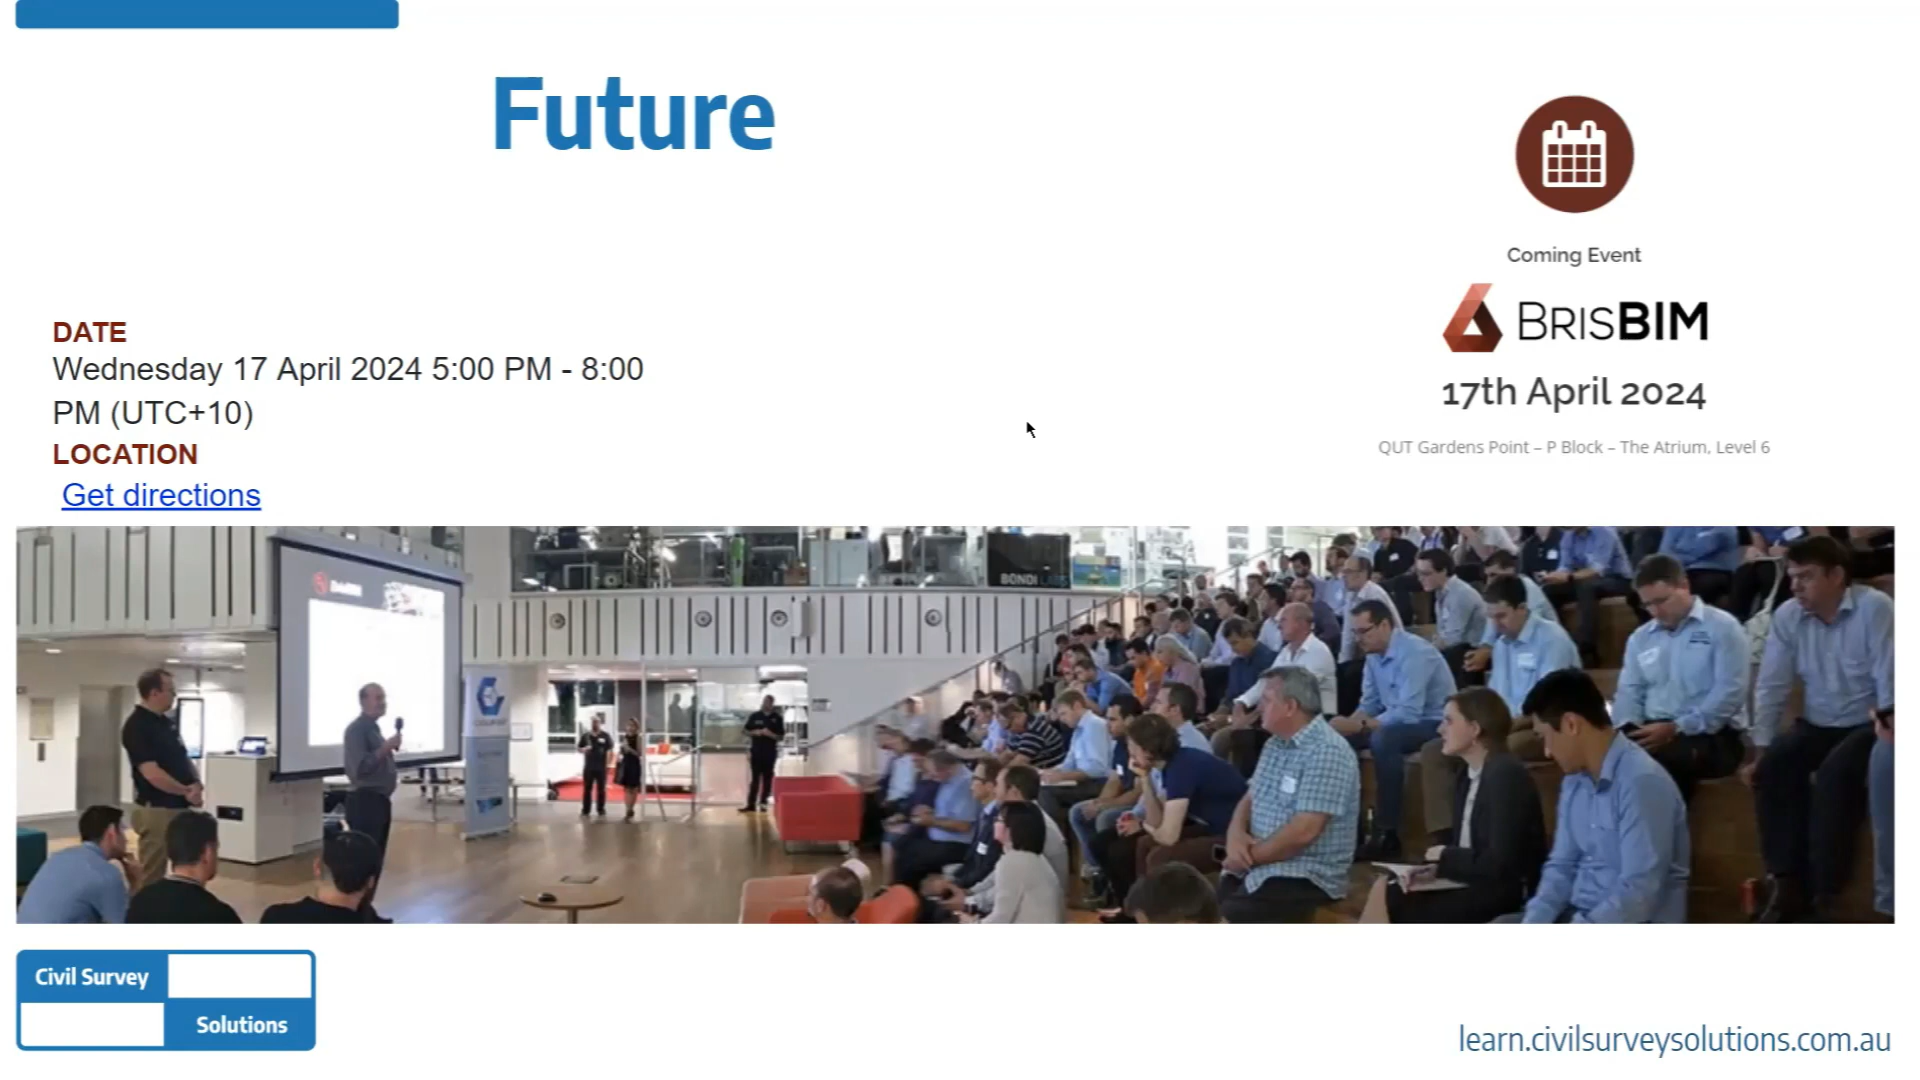 Future
Coming Event
BRISBIM
17th April 2024
QUT Gardens Point – P Block – The Atrium, Level 6
DATE
Wednesday 17 April 2024 5:00 PM - 8:00
PM (UTC+10)
LOCATION
Get directions
BONDI LABS
Civil Survey
Solutions
learn.civilsurveysolutions.com.au